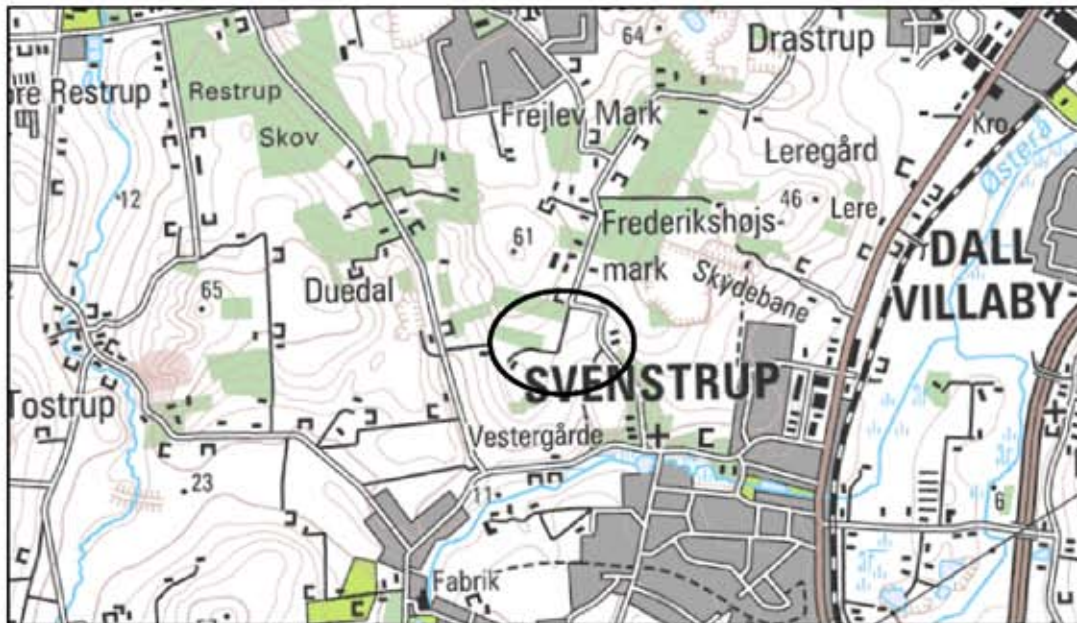 64
Drastrup
Restrup
ore Restrup
Skov
Frejlev Mark
Kro
Østerå
Leregård
12
46
Lere
Frederikshøjs-
mark
61
Skydebane
DALL
VILLABY
65
Duedal
SVENSTRUP
Tostrup
Vestergårde
23
11
6
Fabrik